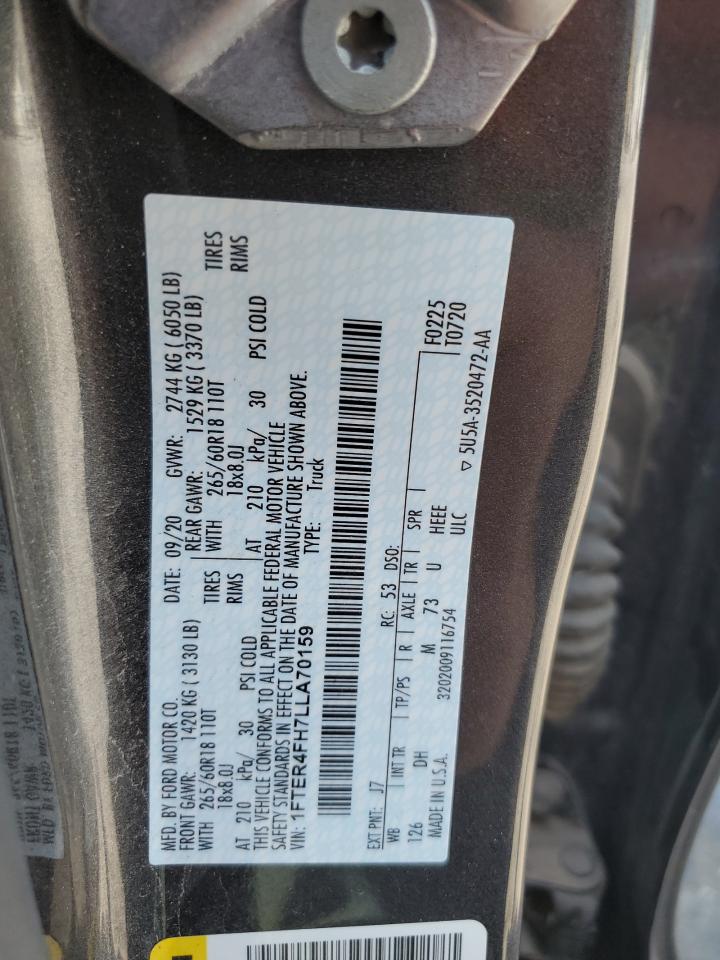 MFD. BY FORD MOTOR CO.
DATE: 09/20 GVWR: 2744 KG ( 6050 LB)
FRONT GAWR: 1420 KG ( 3130 LB)
REAR GAWR: 1529 KG ( 3370 LB)
WITH 265/60R18 110T TIRES
WITH 265/60R18 110T TIRES
18x8.0J RIMS
18x8.0J RIMS
AT 210 kPa/ 30 PSI COLD
AT 210 kPa/ 30 PSI COLD
THIS VEHICLE CONFORMS TO ALL APPLICABLE FEDERAL MOTOR VEHICLE
SAFETY STANDARDS IN EFFECT ON THE DATE OF MANUFACTURE SHOWN ABOVE.
VIN: 1FTER4FH7LLA70159
TYPE: Truck
EXT PNT: J7 RC: 53 DSO: F0225
WB INT TR TP/PS R AXLE TR SPR T0720
126 DH M 73 U HEEE
MADE IN U.S.A. 3202009116754 ULC
▽ 5U5A-3520472-AA